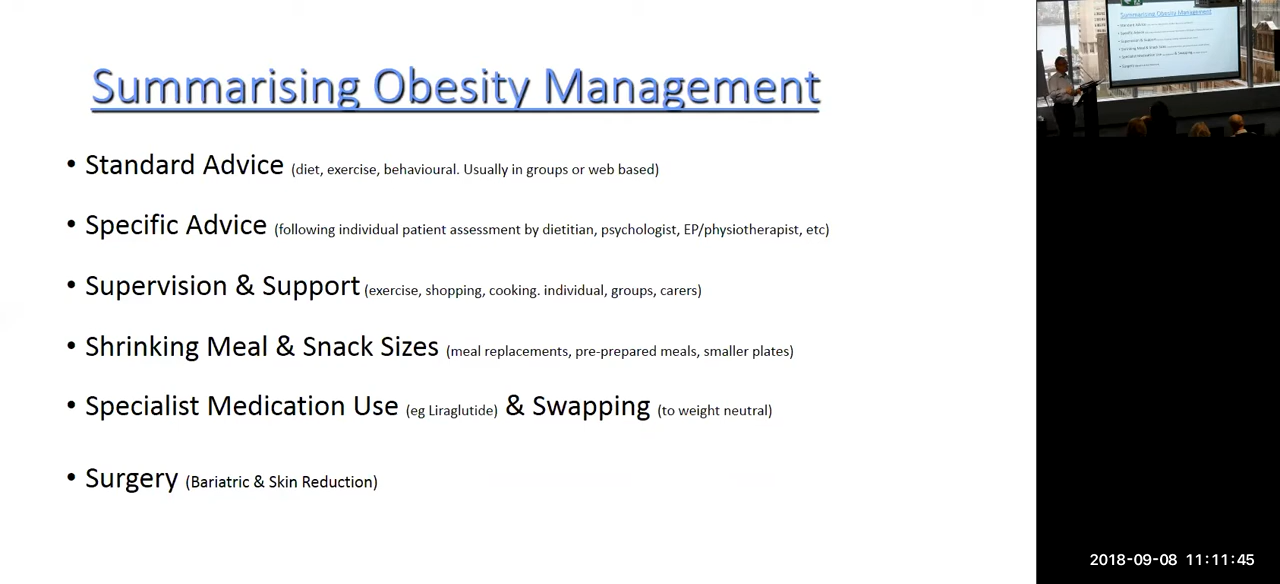 Summarising Obesity Management
• Standard Advice (diet, exercise, behavioural. Usually in groups or web based)
• Specific Advice (following individual patient assessment by dietitian, psychologist, EP/physiotherapist, etc)
• Supervision & Support (exercise, shopping, cooking. individual, groups, carers)
• Shrinking Meal & Snack Sizes (meal replacements, pre-prepared meals, smaller plates)
• Specialist Medication Use (eg Liraglutide) & Swapping (to weight neutral)
• Surgery (Bariatric & Skin Reduction)
Summarising Obesity Management
2018-09-08 11:11:45